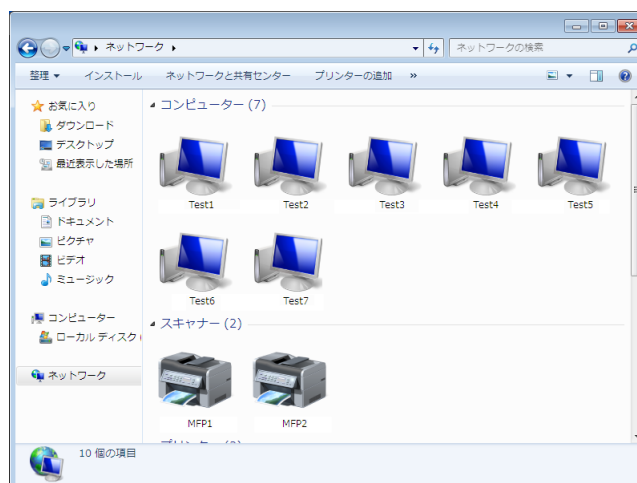 ネットワーク
ネットワークの検索
整理 インストール ネットワークと共有センター プリンターの追加 »
お気に入り
ダウンロード
デスクトップ
最近表示した場所
ライブラリ
ドキュメント
ピクチャ
ビデオ
ミュージック
コンピューター
ローカル ディスク (
ネットワーク
コンピューター (7)
Test1 Test2 Test3 Test4 Test5
Test6 Test7
スキャナー (2)
MFP1 MFP2
10 個の項目